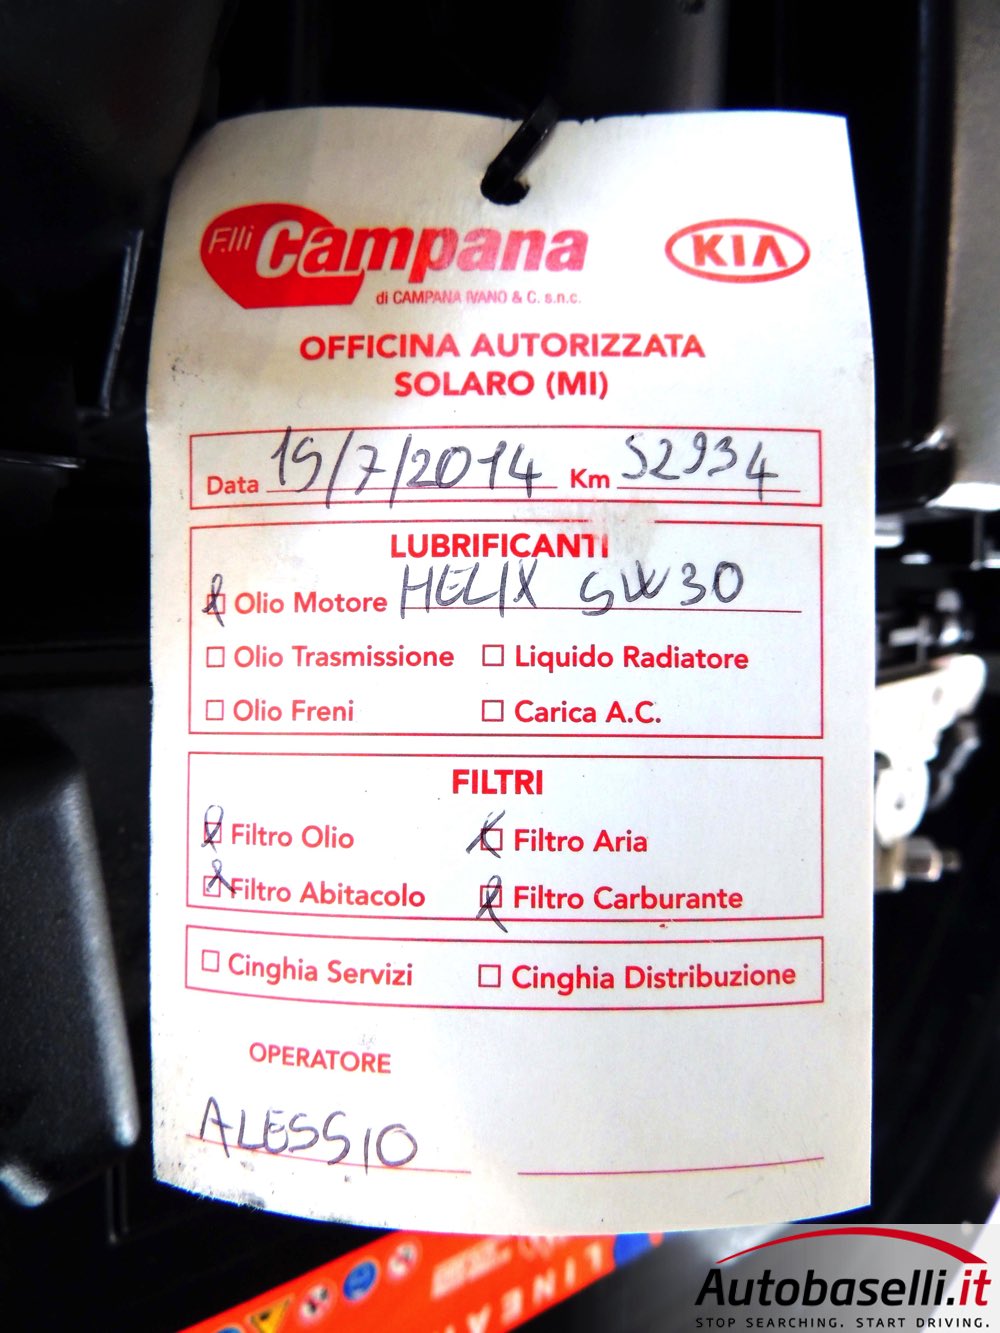 F.lli Campana
KIA
di CAMPANA IVANO & C. s.n.c.
OFFICINA AUTORIZZATA
SOLARO (MI)
Data 15/7/2014 Km 52934
LUBRIFICANTI
Olio Motore HELIX 5W30
Olio Trasmissione Liquido Radiatore
Olio Freni Carica A.C.
FILTRI
Filtro Olio Filtro Aria
Filtro Abitacolo Filtro Carburante
Cinghia Servizi Cinghia Distribuzione
OPERATORE
ALESSIO
LINEA
Autobaselli.it
STOP SEARCHING. START DRIVING.